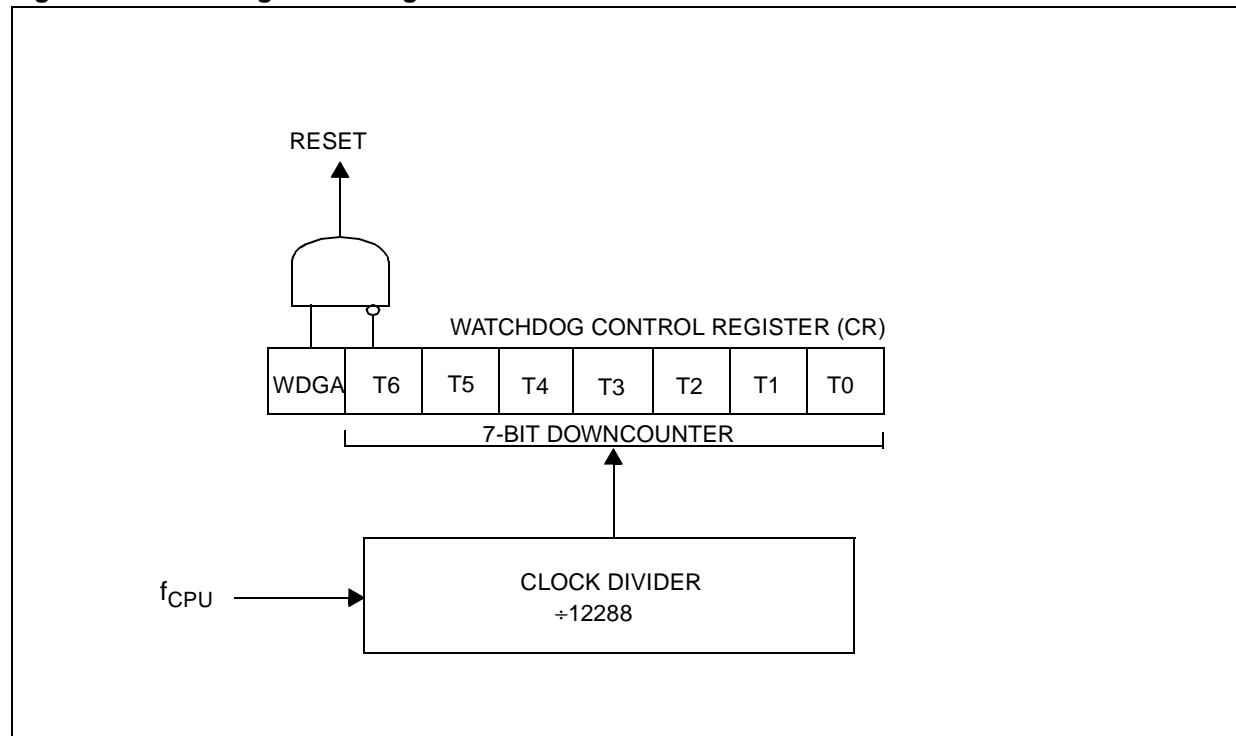 RESET
WATCHDOG CONTROL REGISTER (CR)
WDGA T6 T5 T4 T3 T2 T1 T0
7-BIT DOWNCOUNTER
fCPU
CLOCK DIVIDER
÷12288